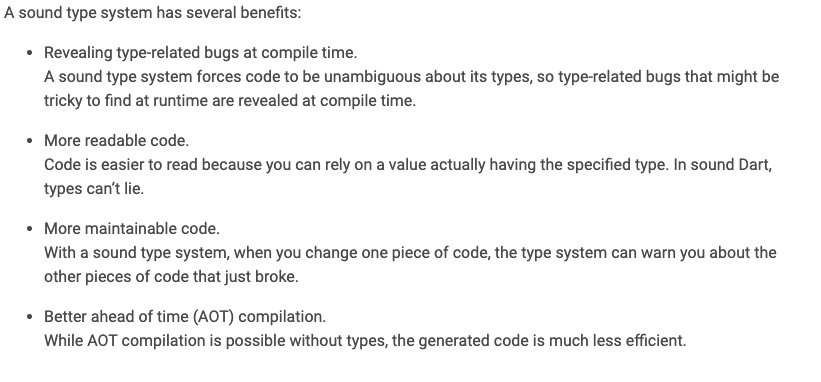 A sound type system has several benefits:
• Revealing type-related bugs at compile time.
A sound type system forces code to be unambiguous about its types, so type-related bugs that might be
tricky to find at runtime are revealed at compile time.
• More readable code.
Code is easier to read because you can rely on a value actually having the specified type. In sound Dart,
types can’t lie.
• More maintainable code.
With a sound type system, when you change one piece of code, the type system can warn you about the
other pieces of code that just broke.
• Better ahead of time (AOT) compilation.
While AOT compilation is possible without types, the generated code is much less efficient.